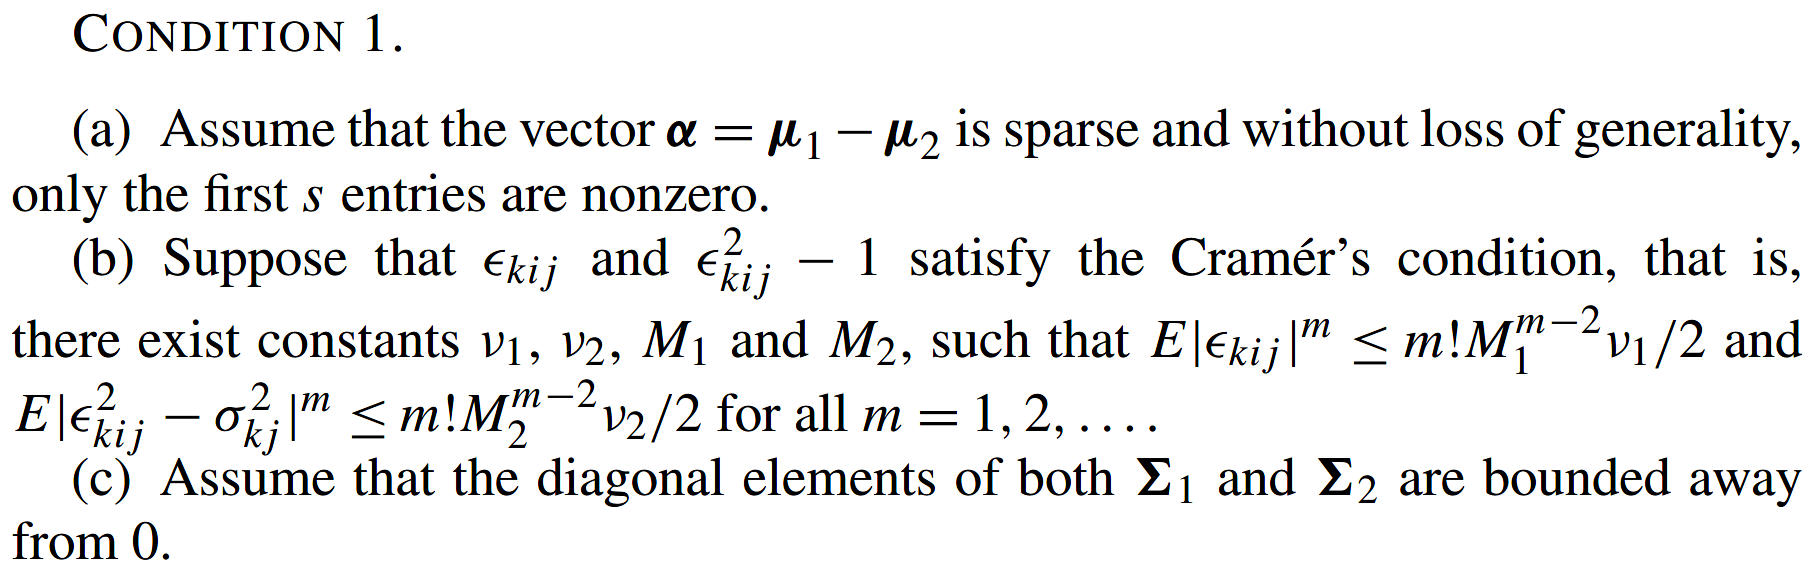 CONDITION 1.
(a) Assume that the vector α = μ₁ − μ₂ is sparse and without loss of generality,
only the first s entries are nonzero.
(b) Suppose that ϵ_{kij} and ϵ²_{kij} − 1 satisfy the Cramér's condition, that is,
there exist constants ν₁, ν₂, M₁ and M₂, such that E|ϵ_{kij}|^m ≤ m!M₁^{m−2}ν₁/2 and
E|ϵ²_{kij} − σ²_{kj}|^m ≤ m!M₂^{m−2}ν₂/2 for all m = 1, 2, . . . .
(c) Assume that the diagonal elements of both Σ₁ and Σ₂ are bounded away
from 0.